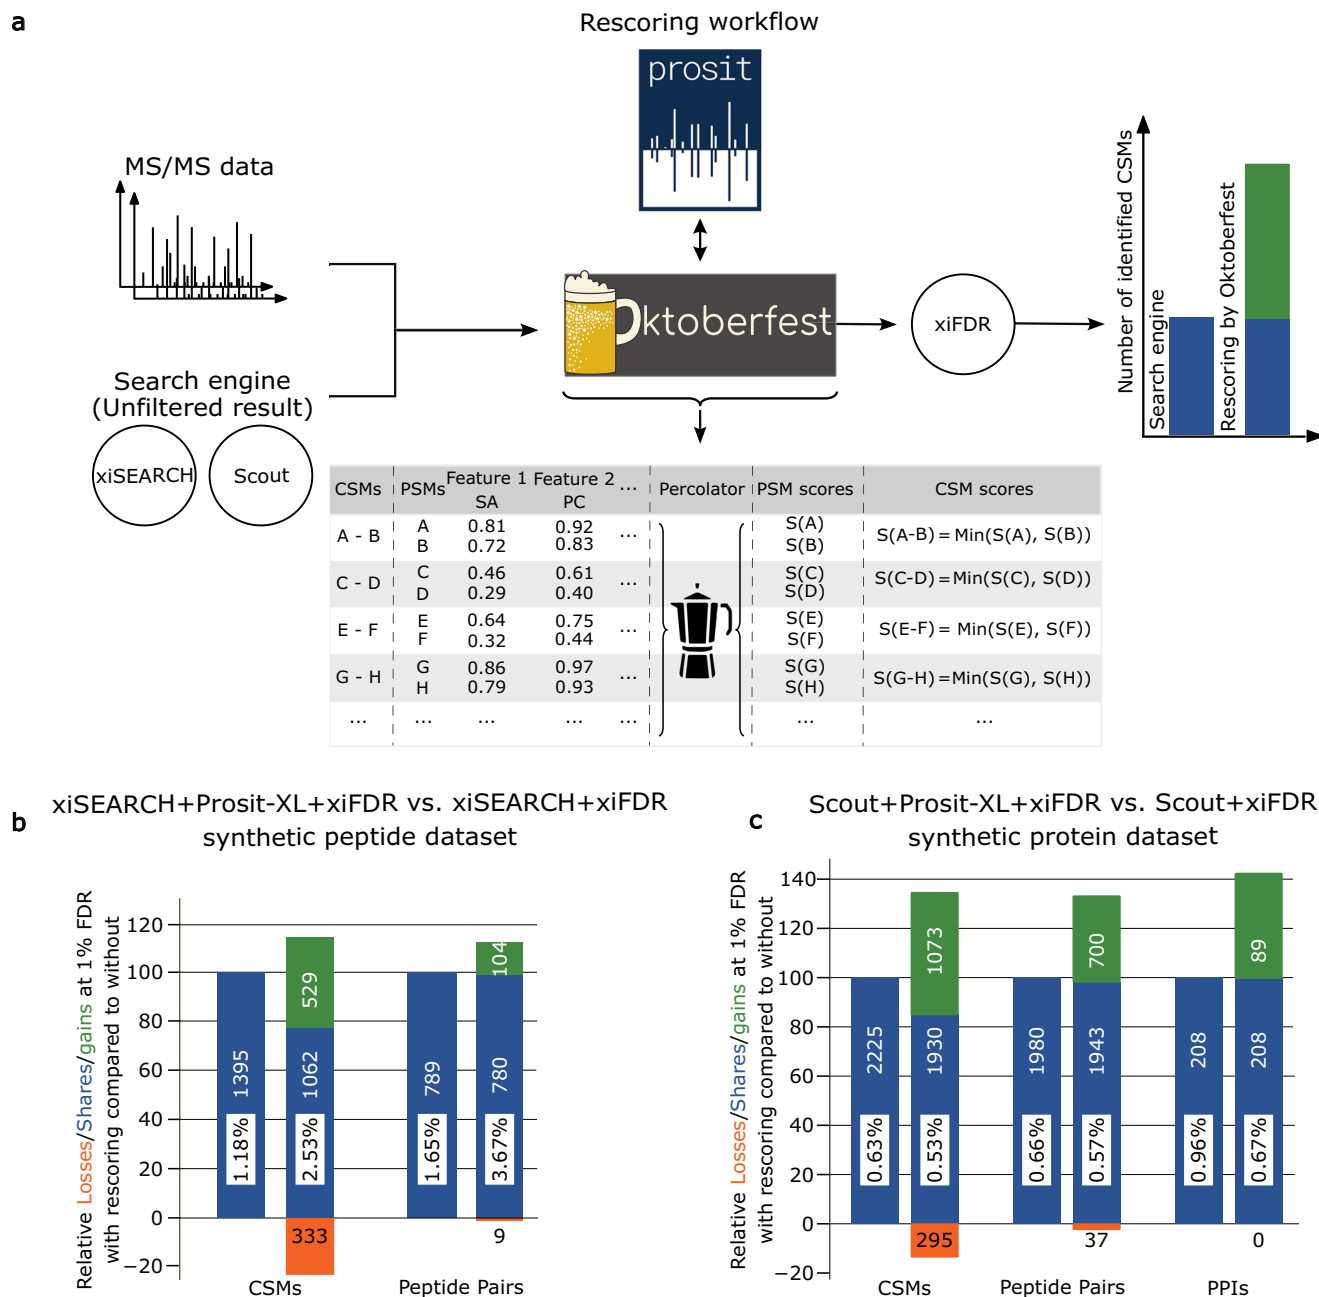 a
Rescoring workflow
prosit
MS/MS data
Search engine
(Unfiltered result)
xiSEARCH
Scout
ktoberfest
xiFDR
Number of identified CSMs
Search engine
Rescoring by Oktoberfest
CSMs PSMs Feature 1 SA Feature 2 PC ... Percolator PSM scores CSM scores
A - B A 0.81 0.92 ... S(A) S(A-B)=Min(S(A), S(B))
B 0.72 0.83 S(B)
C - D C 0.46 0.61 ... S(C) S(C-D)=Min(S(C), S(D))
D 0.29 0.40 S(D)
E - F E 0.64 0.75 ... S(E) S(E-F)= Min(S(E), S(F))
F 0.32 0.44 S(F)
G - H G 0.86 0.97 ... S(G) S(G-H)=Min(S(G), S(H))
H 0.79 0.93 S(H)
... ... ... ... ... ... ...
b
xiSEARCH+Prosit-XL+xiFDR vs. xiSEARCH+xiFDR
synthetic peptide dataset
Relative Losses/Shares/gains at 1% FDR
with rescoring compared to without
120
100
80
60
40
20
0
−20
1395
1.18%
529
1062
2.53%
333
789
1.65%
104
780
3.67%
9
CSMs
Peptide Pairs
c
Scout+Prosit-XL+xiFDR vs. Scout+xiFDR
synthetic protein dataset
Relative Losses/Shares/gains at 1% FDR
with rescoring compared to without
140
120
100
80
60
40
20
0
−20
2225
0.63%
1073
1930
0.53%
295
1980
0.66%
700
1943
0.57%
37
208
0.96%
89
208
0.67%
0
CSMs
Peptide Pairs
PPIs